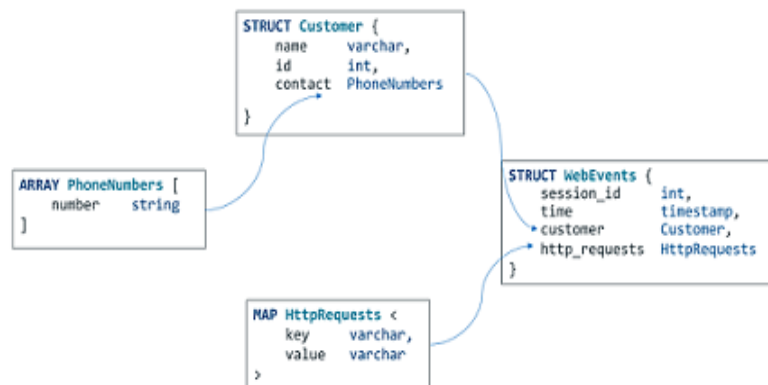 STRUCT Customer {
name varchar,
id int,
contact PhoneNumbers
}
ARRAY PhoneNumbers [
number string
]
STRUCT WebEvents {
session_id int,
time timestamp,
customer Customer,
http_requests HttpRequests
}
MAP HttpRequests <
key varchar,
value varchar
>